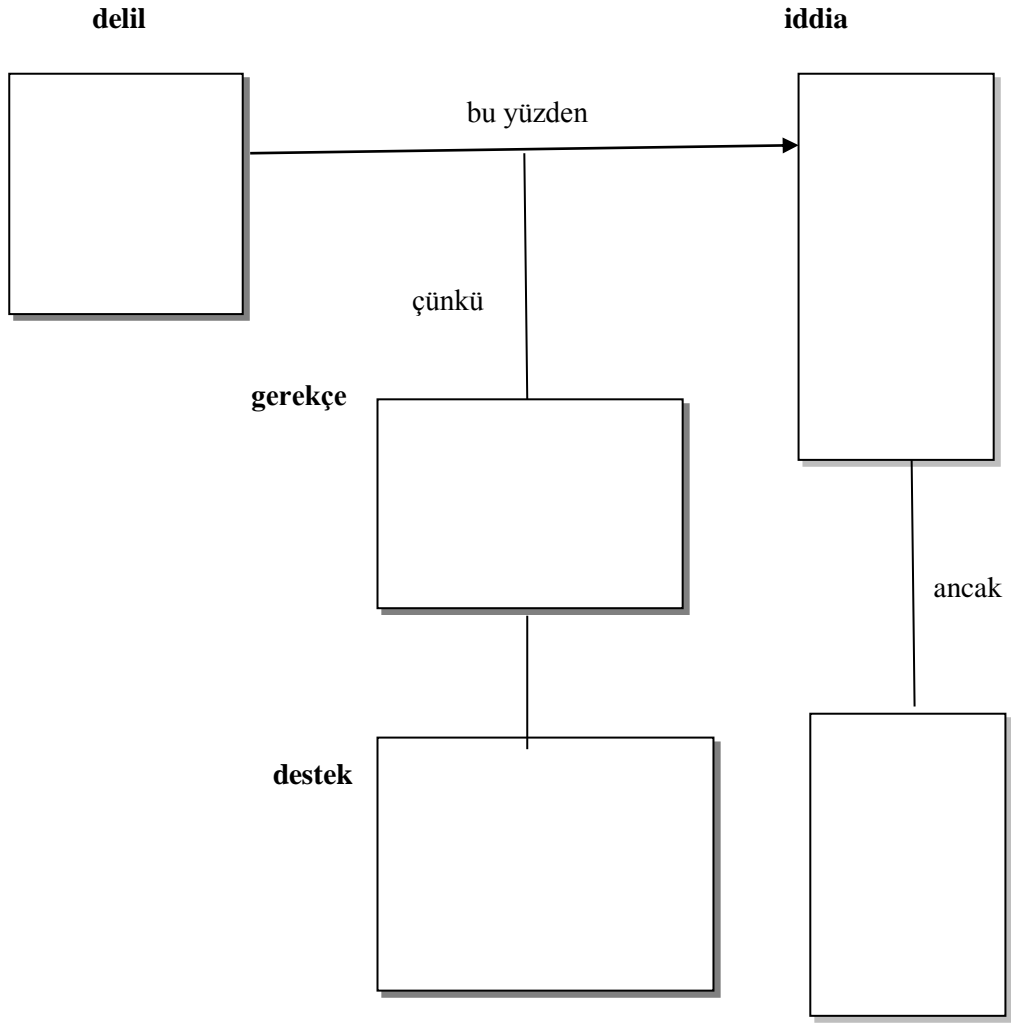 delil
iddia
bu yüzden
çünkü
gerekçe
ancak
destek